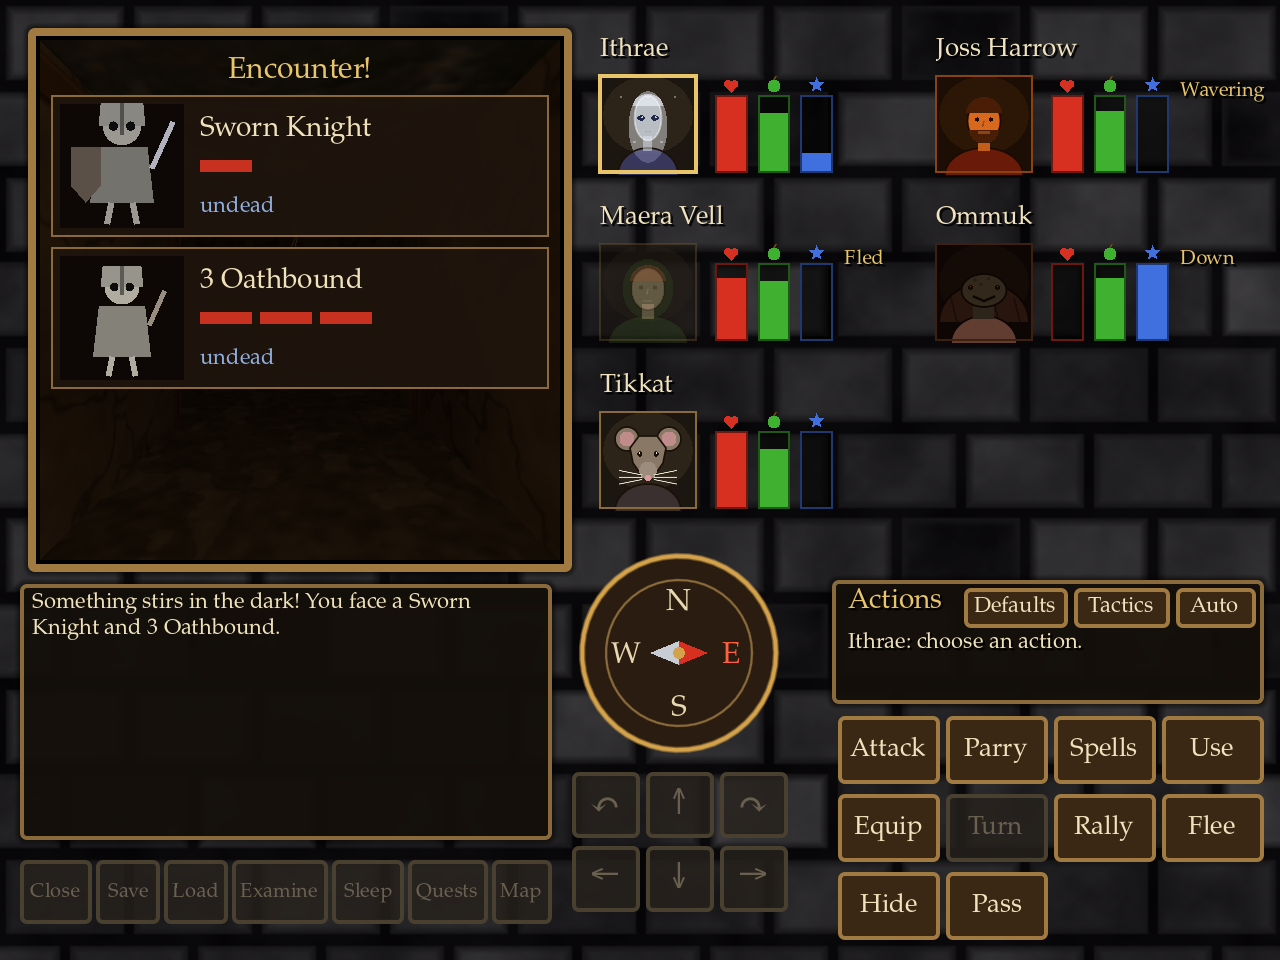 Encounter!
Sworn Knight
undead
3 Oathbound
undead
Ithrae
Joss Harrow
Wavering
Maera Vell
Fled
Ommuk
Down
Tikkat
Something stirs in the dark! You face a Sworn
Knight and 3 Oathbound.
N
W
E
S
Actions
Defaults
Tactics
Auto
Ithrae: choose an action.
Attack
Parry
Spells
Use
Equip
Turn
Rally
Flee
Hide
Pass
Close
Save
Load
Examine
Sleep
Quests
Map